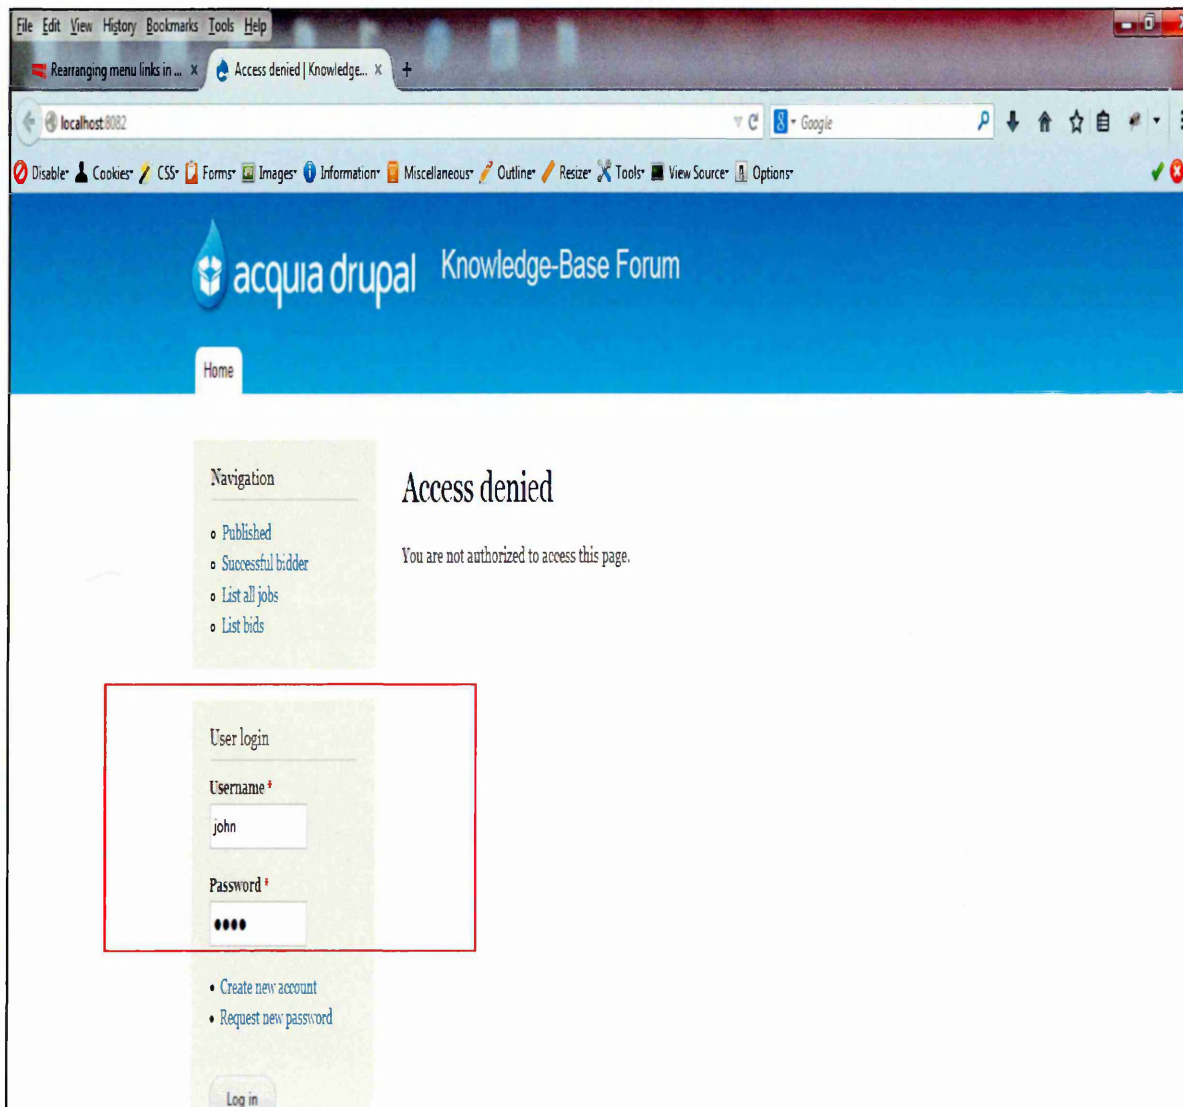 File Edit View History Bookmarks Tools Help
Rearranging menu links in ... x Access denied | Knowledge... x +
localhost:8082 Google
Disable Cookies CSS Forms Images Information Miscellaneous Outline Resize Tools View Source Options
acquia drupal Knowledge-Base Forum
Home
Navigation
Published
Successful bidder
List all jobs
List bids
Access denied
You are not authorized to access this page.
User login
Username *
john
Password *
••••
Create new account
Request new password
Log in